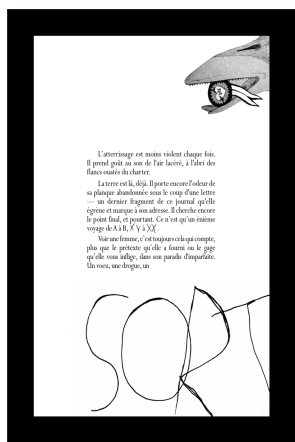 L'atterrissage est moins violent chaque fois.
Il prend goût au son de l'air lacéré, à l'abri des
flancs ouatés du charter.
La terre est là, déjà. Il porte encore l'odeur de
sa planque abandonnée sous le coup d'une lettre
— un dernier fragment de ce journal qu'elle
égrène et marque à son adresse. Il cherche encore
le point final, et pourtant. Ce n'est qu'un énième
voyage de A à B, X Y à XX.
Voir une femme, c'est toujours cela qui compte,
plus que le prétexte qu'elle a fourni ou le gage
qu'elle vous inflige, dans son paradis d'imparfaite.
Un voeu, une drogue, un
SORT